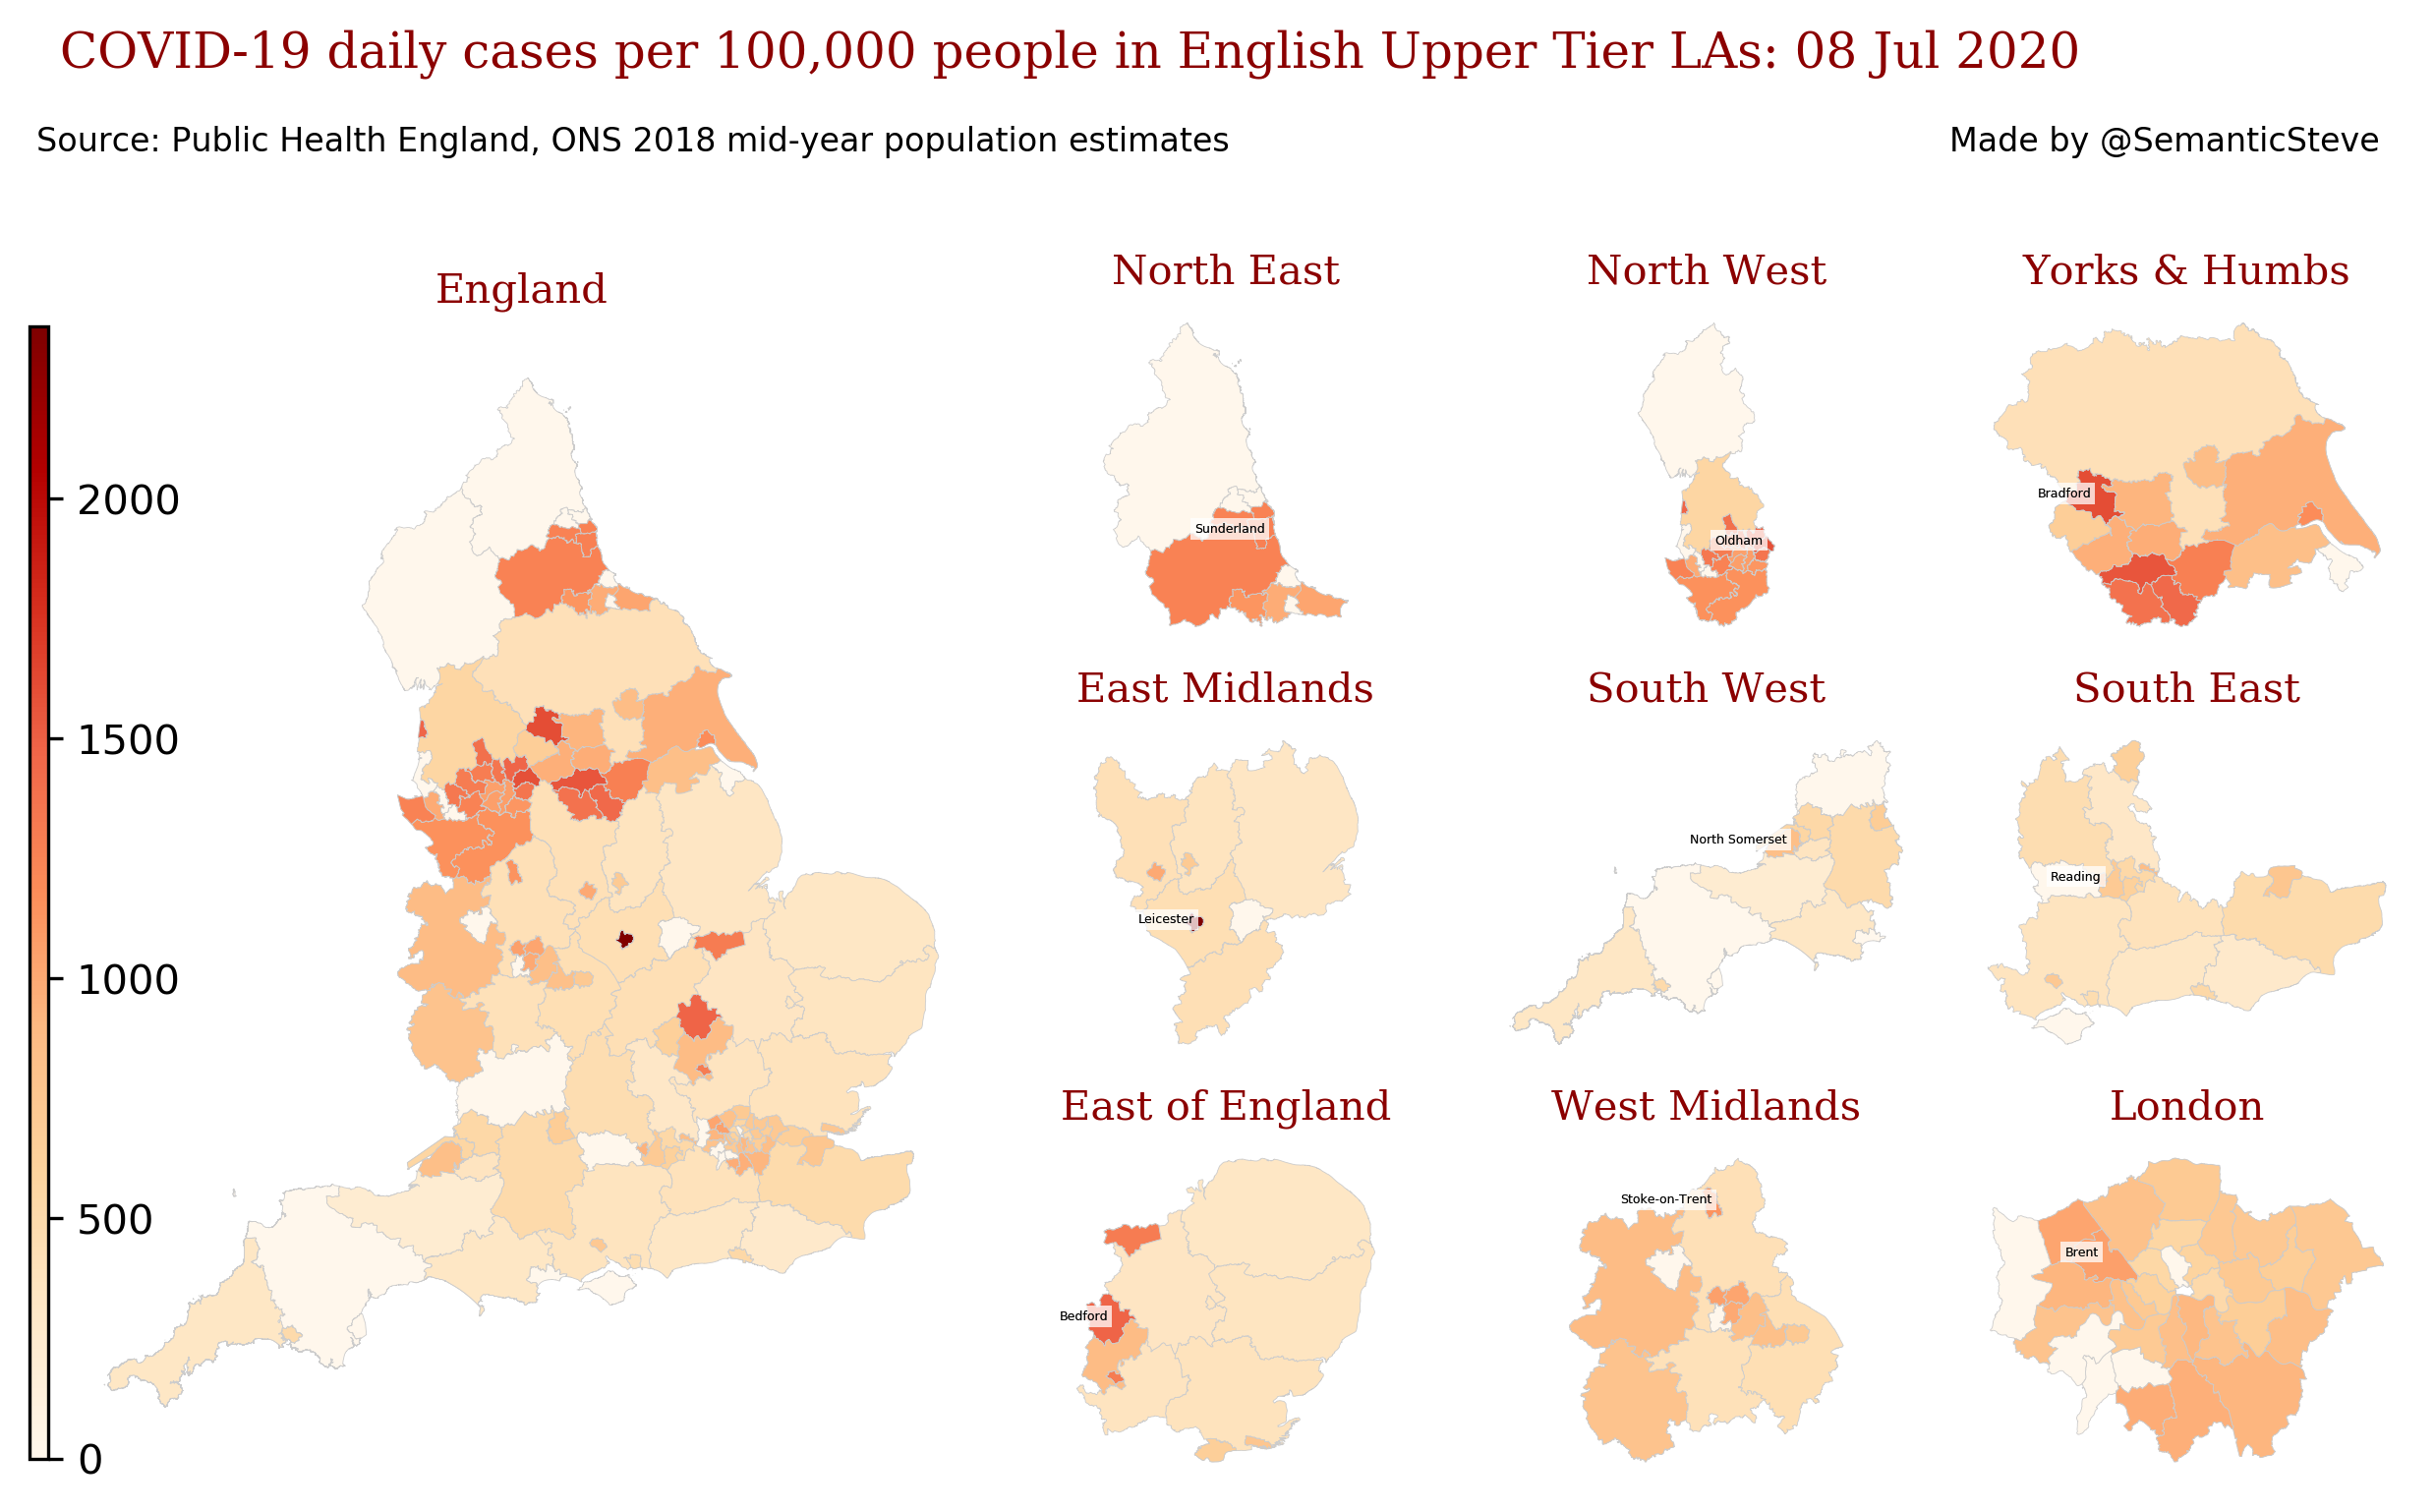 COVID-19 daily cases per 100,000 people in English Upper Tier LAs: 08 Jul 2020
Source: Public Health England, ONS 2018 mid-year population estimates
Made by @SemanticSteve
England
2000
1500
1000
500
0
North East
Sunderland
North West
Oldham
Yorks & Humbs
Bradford
East Midlands
Leicester
South West
North Somerset
South East
Reading
East of England
Bedford
West Midlands
Stoke-on-Trent
London
Brent